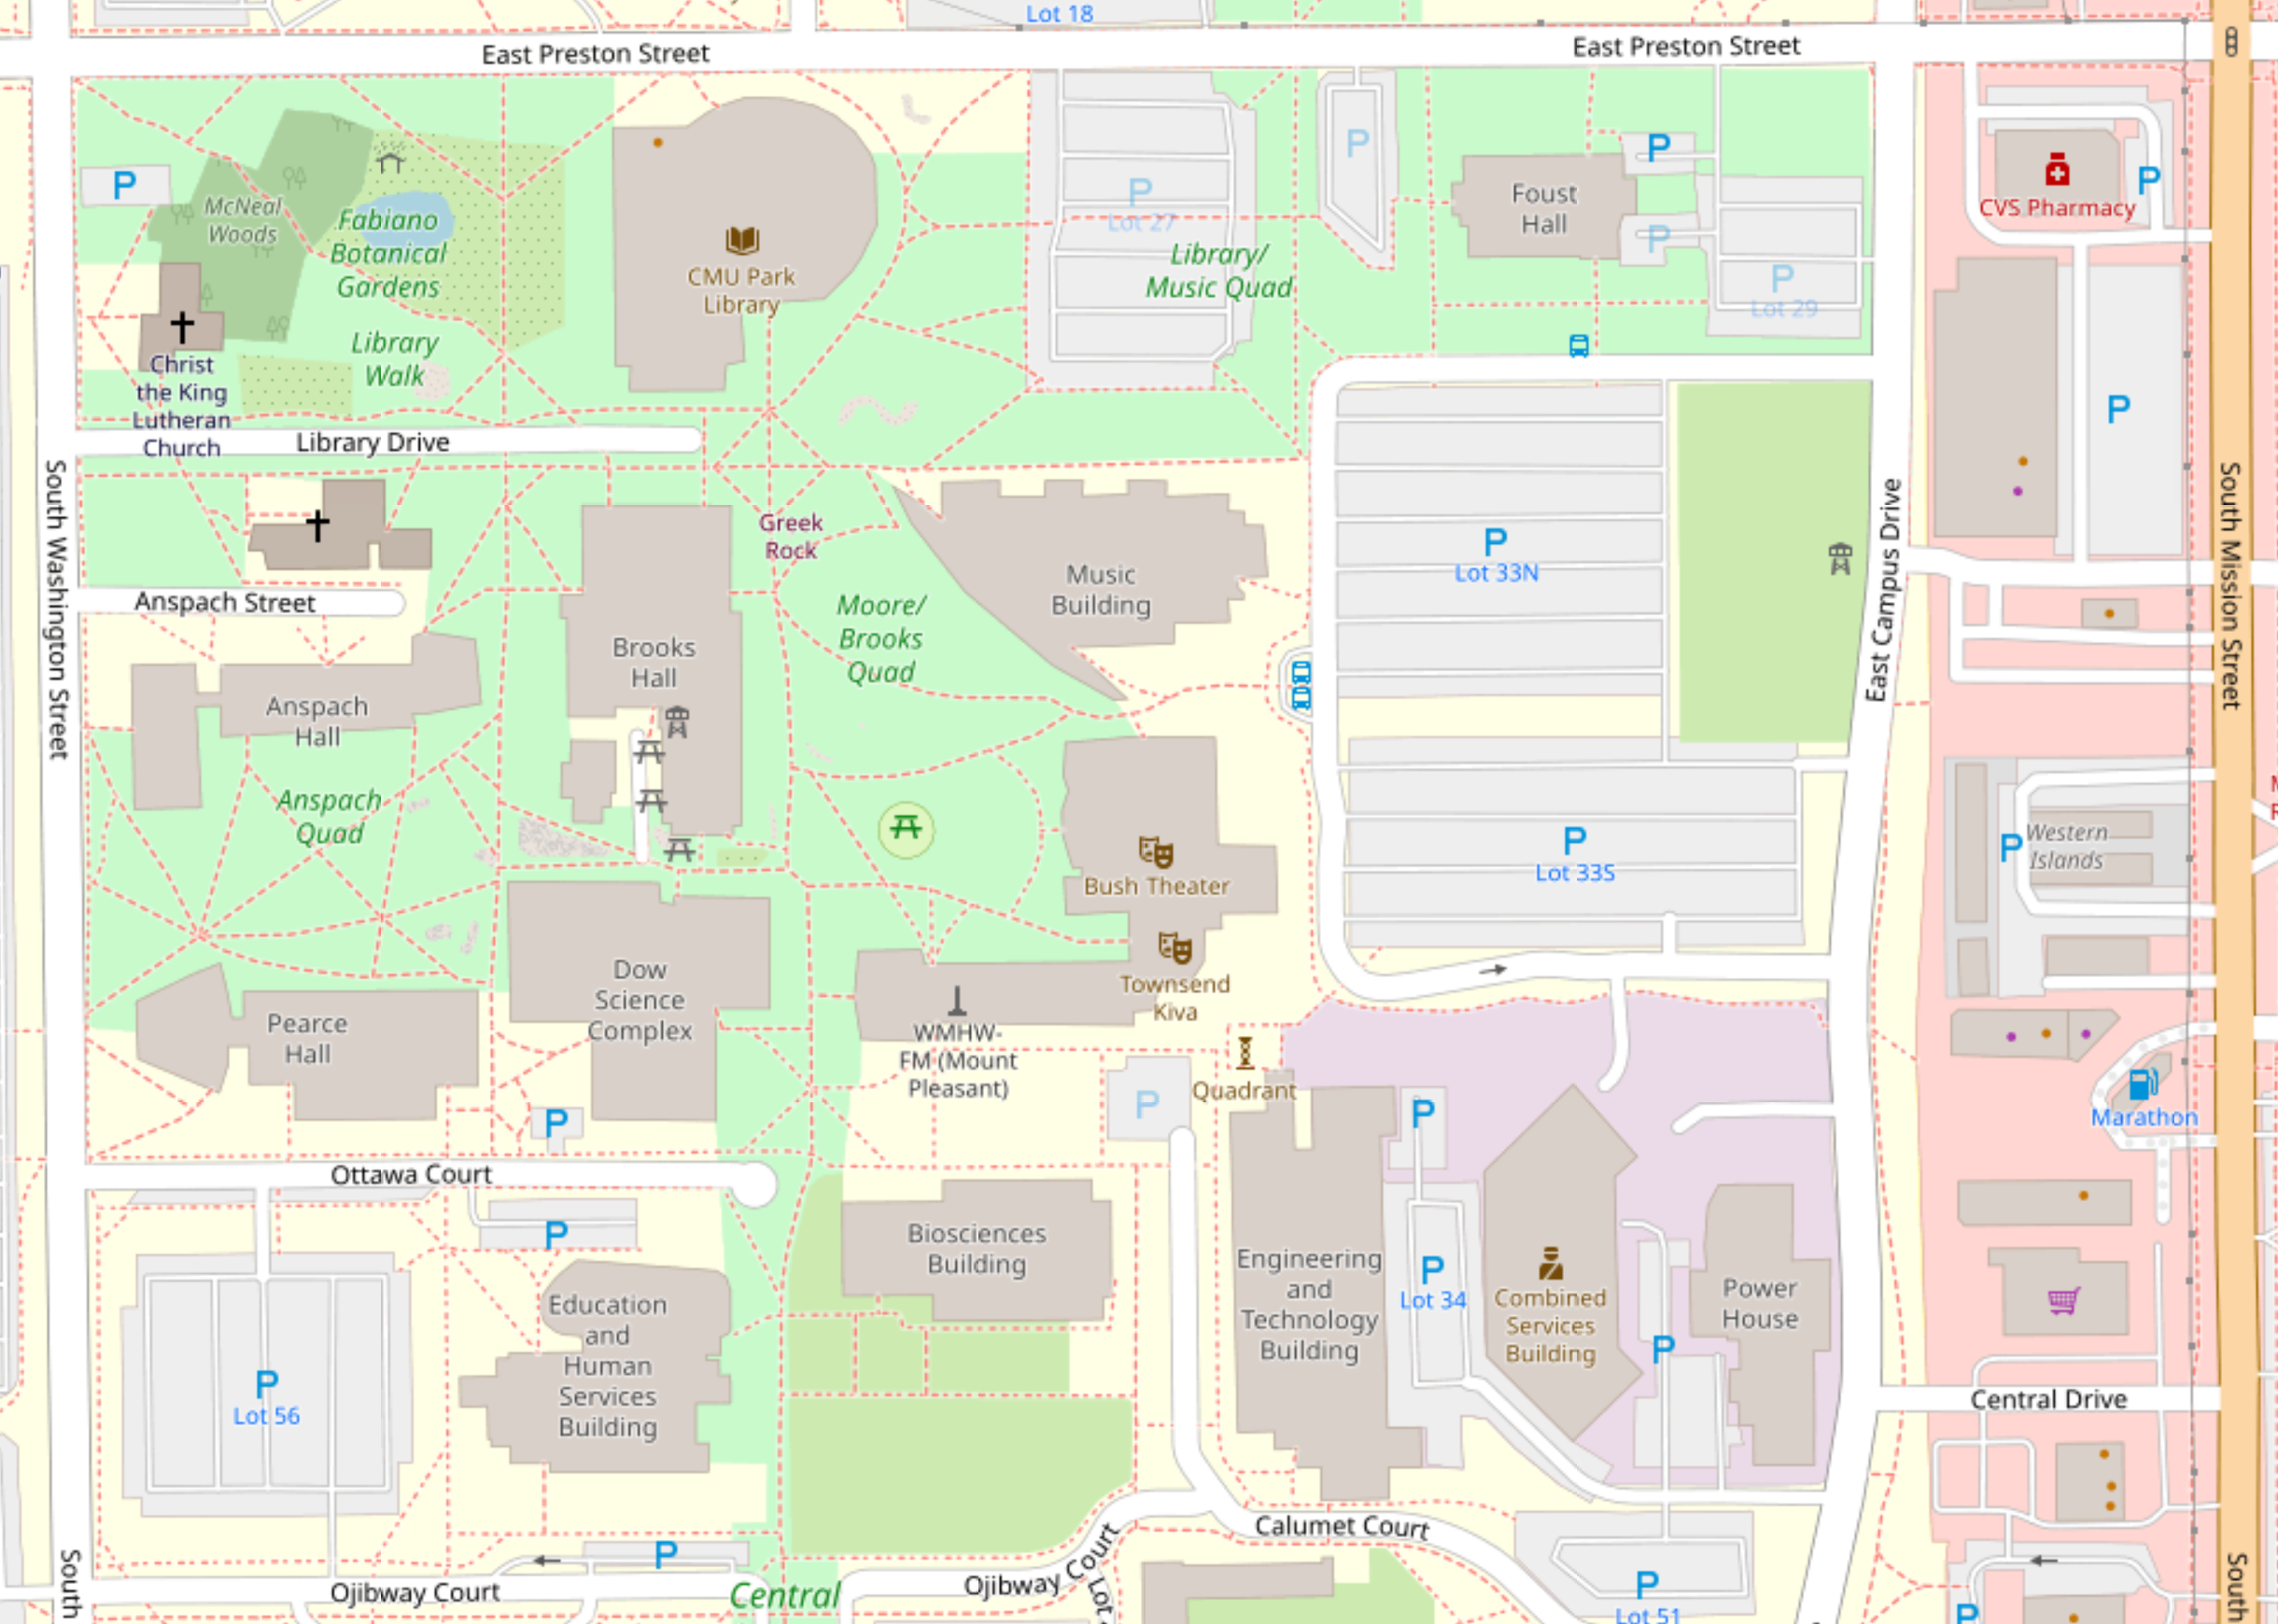 Lot 18
East Preston Street
East Preston Street
McNeal
Woods
Fabiano
Botanical
Gardens
CMU Park
Library
P
P
Lot 27
Library/
Music Quad
P
Foust
Hall
P
P
P
Lot 29
CVS Pharmacy
P
Library
Walk
Christ
the King
Lutheran
Church
Library Drive
P
South Washington Street
Greek
Rock
Music
Building
P
Lot 33N
East Campus Drive
South Mission Street
Anspach Street
Brooks
Hall
Moore/
Brooks
Quad
Anspach
Hall
Anspach
Quad
Bush Theater
P
Lot 33S
P
Western
Islands
Dow
Science
Complex
Townsend
Kiva
Pearce
Hall
WMHW-
FM (Mount
Pleasant)
Quadrant
P
P
P
Marathon
Ottawa Court
P
Biosciences
Building
Engineering
and
Technology
Building
P
Lot 34
Combined
Services
Building
P
Power
House
Education
and
Human
Services
Building
P
Lot 56
Central Drive
Calumet Court
P
Ojibway Court
Central
Ojibway Court
Lot
P
Lot 51
P
South
South